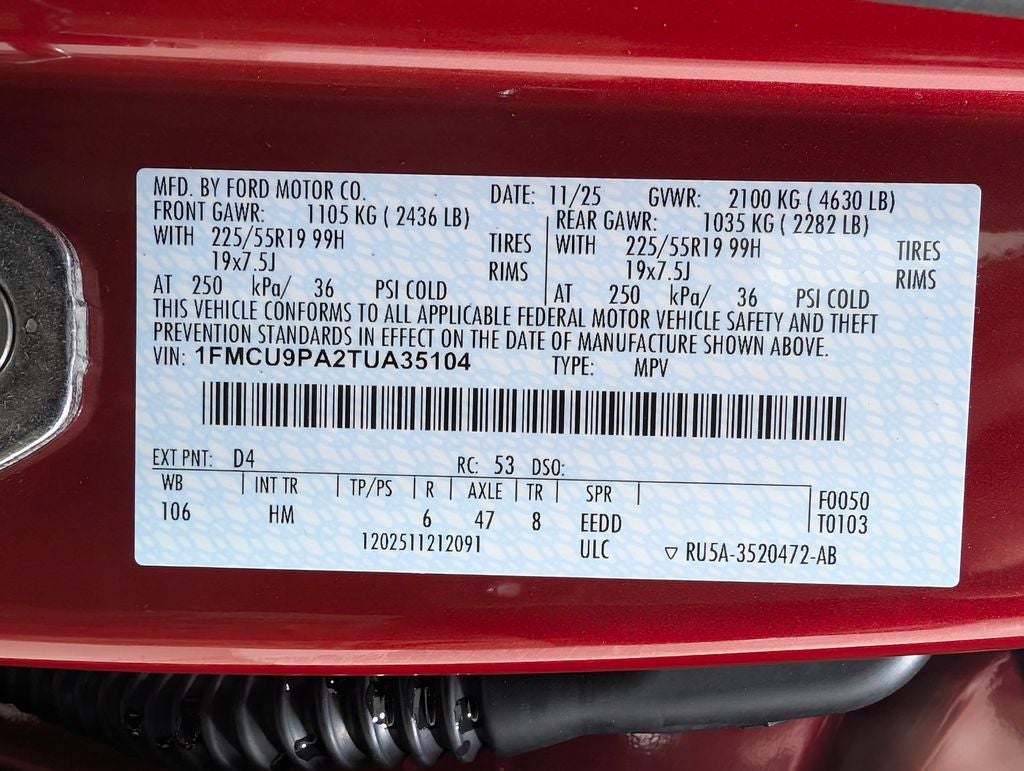 MFD. BY FORD MOTOR CO. DATE: 11/25 GVWR: 2100 KG ( 4630 LB)
FRONT GAWR: 1105 KG ( 2436 LB) REAR GAWR: 1035 KG ( 2282 LB)
WITH 225/55R19 99H TIRES WITH 225/55R19 99H TIRES
19x7.5J RIMS 19x7.5J RIMS
AT 250 kPa/ 36 PSI COLD AT 250 kPa/ 36 PSI COLD
THIS VEHICLE CONFORMS TO ALL APPLICABLE FEDERAL MOTOR VEHICLE SAFETY AND THEFT
PREVENTION STANDARDS IN EFFECT ON THE DATE OF MANUFACTURE SHOWN ABOVE.
VIN: 1FMCU9PA2TUA35104 TYPE: MPV
EXT PNT: D4 RC: 53 DSO:
WB INT TR TP/PS R AXLE TR SPR F0050
106 HM 6 47 8 EEDD T0103
1202511212091 ULC ▽ RU5A-3520472-AB